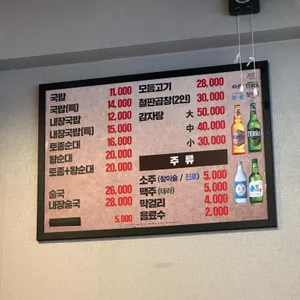 국밥 11,000
국밥(특) 14,000
내장국밥 12,000
내장국밥(특) 15,000
토종순대 16,000
왕순대 20,000
토종+왕순대 20,000
술국 26,000
내장술국 28,000
5,000
모듬고기 28,000
철판곱창(2인) 30,000
감자탕 大 50,000
中 40,000
小 30,000
주 류
소주 (참이슬 / 진로) 5,000
맥주 (테라) 5,000
막걸리 4,000
음료수 2,000
TERRA